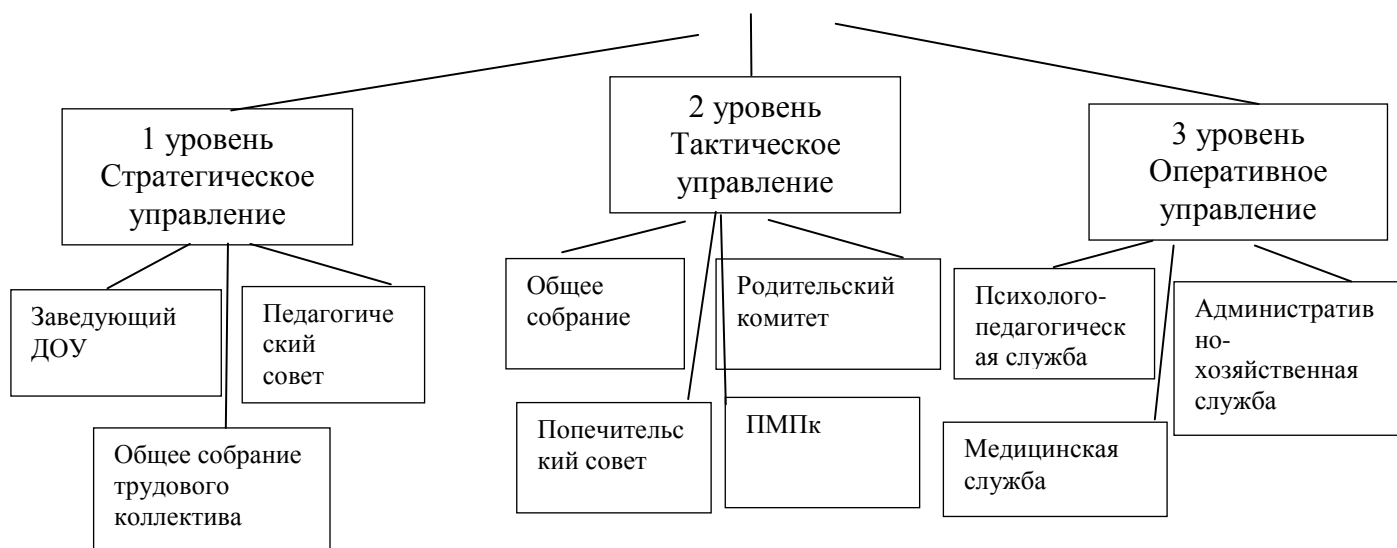 1 уровень
Стратегическое
управление
2 уровень
Тактическое
управление
3 уровень
Оперативное
управление
Заведующий
ДОУ
Педагогиче
ский
совет
Общее собрание
трудового
коллектива
Общее
собрание
Родительский
комитет
Попечительс
кий совет
ПМПк
Психолого-
педагогическ
ая служба
Административ
но-
хозяйственная
служба
Медицинская
служба